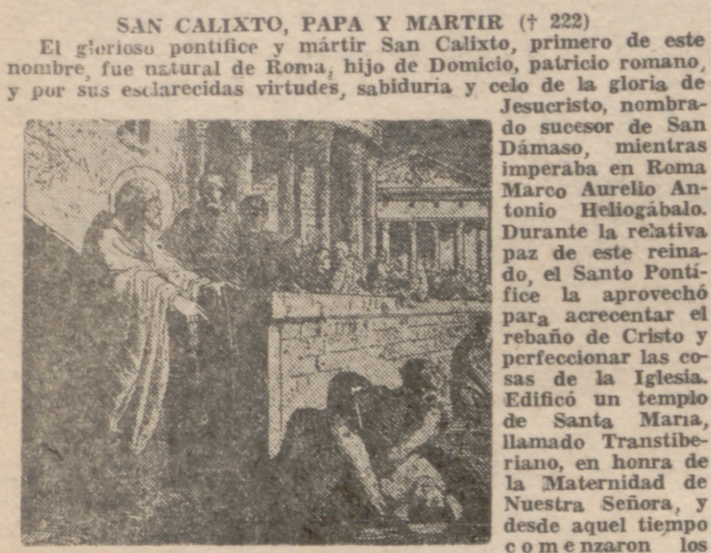 SAN CALIXTO, PAPA Y MARTIR († 222)
El glorioso pontífice y mártir San Calixto, primero de este
nombre, fue natural de Roma, hijo de Domicio, patricio romano,
y por sus esclarecidas virtudes, sabiduría y celo de la gloria de
Jesucristo, nombra-
do sucesor de San
Dámaso, mientras
imperaba en Roma
Marco Aurelio An-
tonio Heliogábalo.
Durante la relativa
paz de este reina-
do, el Santo Pontí-
fice la aprovechó
para acrecentar el
rebaño de Cristo y
perfeccionar las co-
sas de la Iglesia.
Edificó un templo
de Santa María,
llamado Transtibe-
riano, en honra de
la Maternidad de
Nuestra Señora, y
desde aquel tiempo
comenzaron los